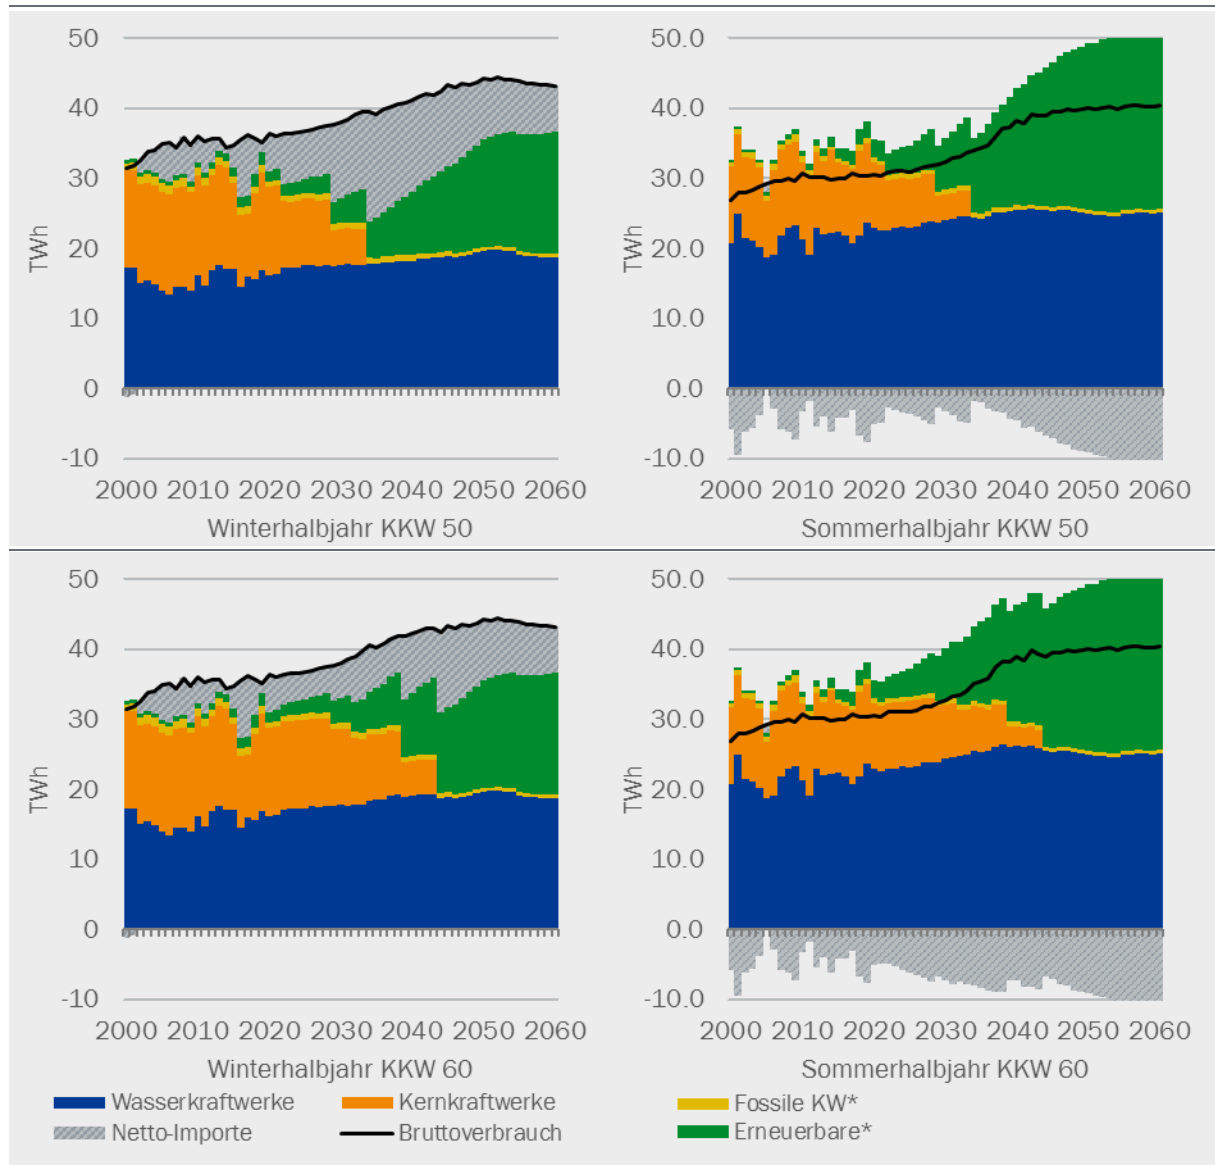 50
40
30
20
10
0
-10
TWh
2000 2010 2020 2030 2040 2050 2060
Winterhalbjahr KKW 50
50.0
40.0
30.0
20.0
10.0
0.0
-10.0
TWh
2000 2010 2020 2030 2040 2050 2060
Sommerhalbjahr KKW 50
50
40
30
20
10
0
-10
TWh
2000 2010 2020 2030 2040 2050 2060
Winterhalbjahr KKW 60
50.0
40.0
30.0
20.0
10.0
0.0
-10.0
TWh
2000 2010 2020 2030 2040 2050 2060
Sommerhalbjahr KKW 60
Wasserkraftwerke Kernkraftwerke Fossile KW*
Netto-Importe Bruttoverbrauch Erneuerbare*